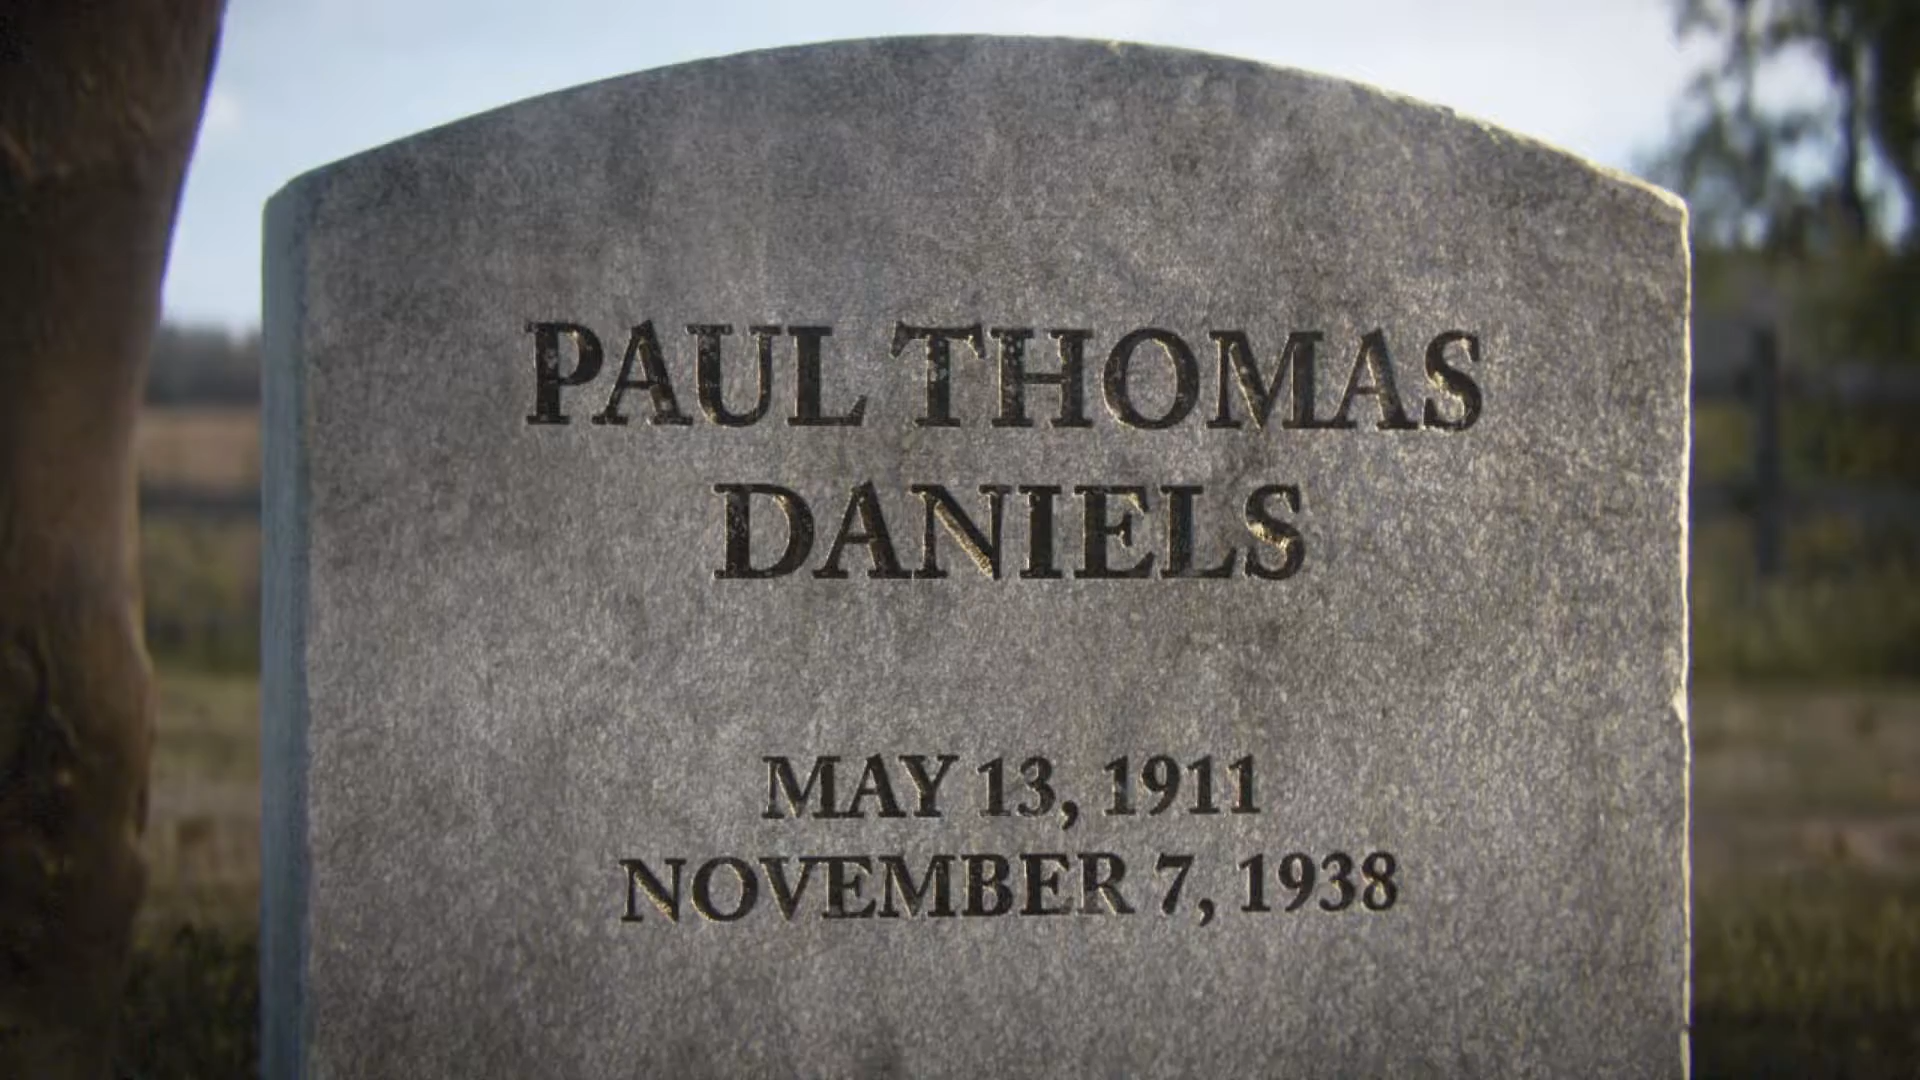 PAUL THOMAS
DANIELS
MAY 13, 1911
NOVEMBER 7, 1938